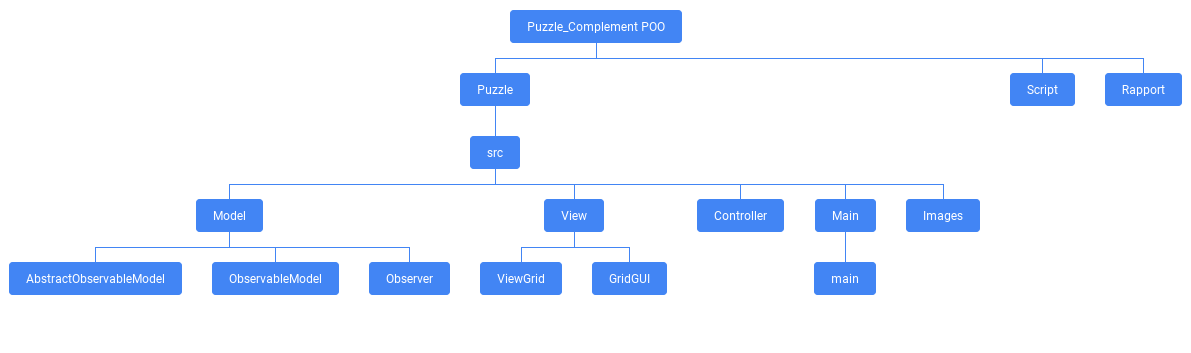 Puzzle_Complement POO
Puzzle
Script
Rapport
src
Model
View
Controller
Main
Images
AbstractObservableModel
ObservableModel
Observer
ViewGrid
GridGUI
main